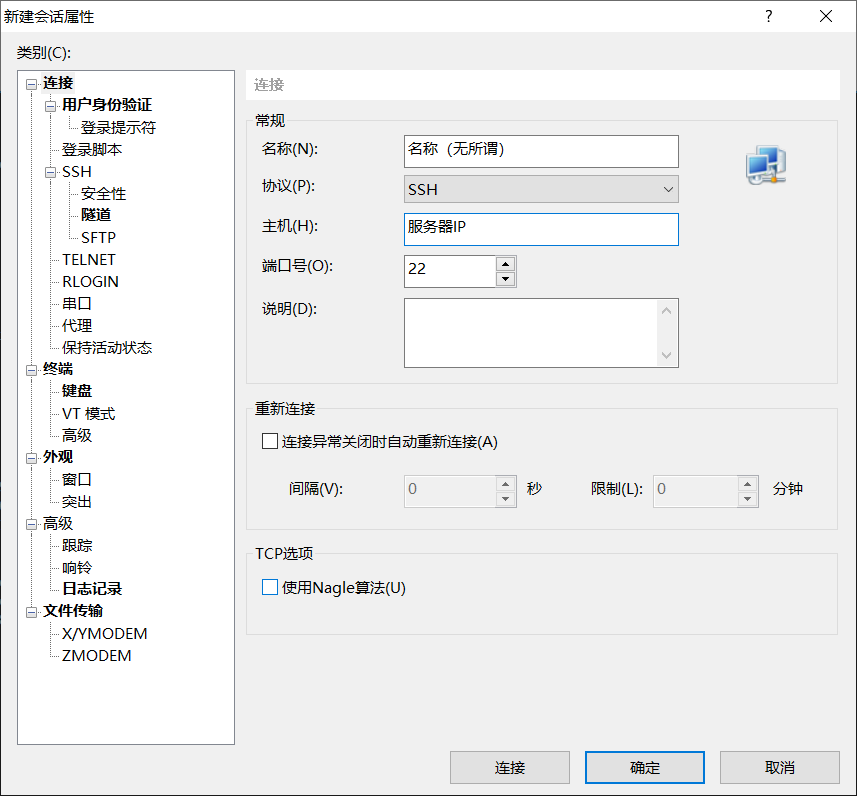 新建会话属性
?
类别(C):
连接
用户身份验证
登录提示符
登录脚本
SSH
安全性
隧道
SFTP
TELNET
RLOGIN
串口
代理
保持活动状态
终端
键盘
VT 模式
高级
外观
窗口
突出
高级
跟踪
响铃
日志记录
文件传输
X/YMODEM
ZMODEM
连接
常规
名称(N): 名称（无所谓）
协议(P): SSH
主机(H): 服务器IP
端口号(O): 22
说明(D):
重新连接
连接异常关闭时自动重新连接(A)
间隔(V): 0 秒 限制(L): 0 分钟
TCP选项
使用Nagle算法(U)
连接 确定 取消